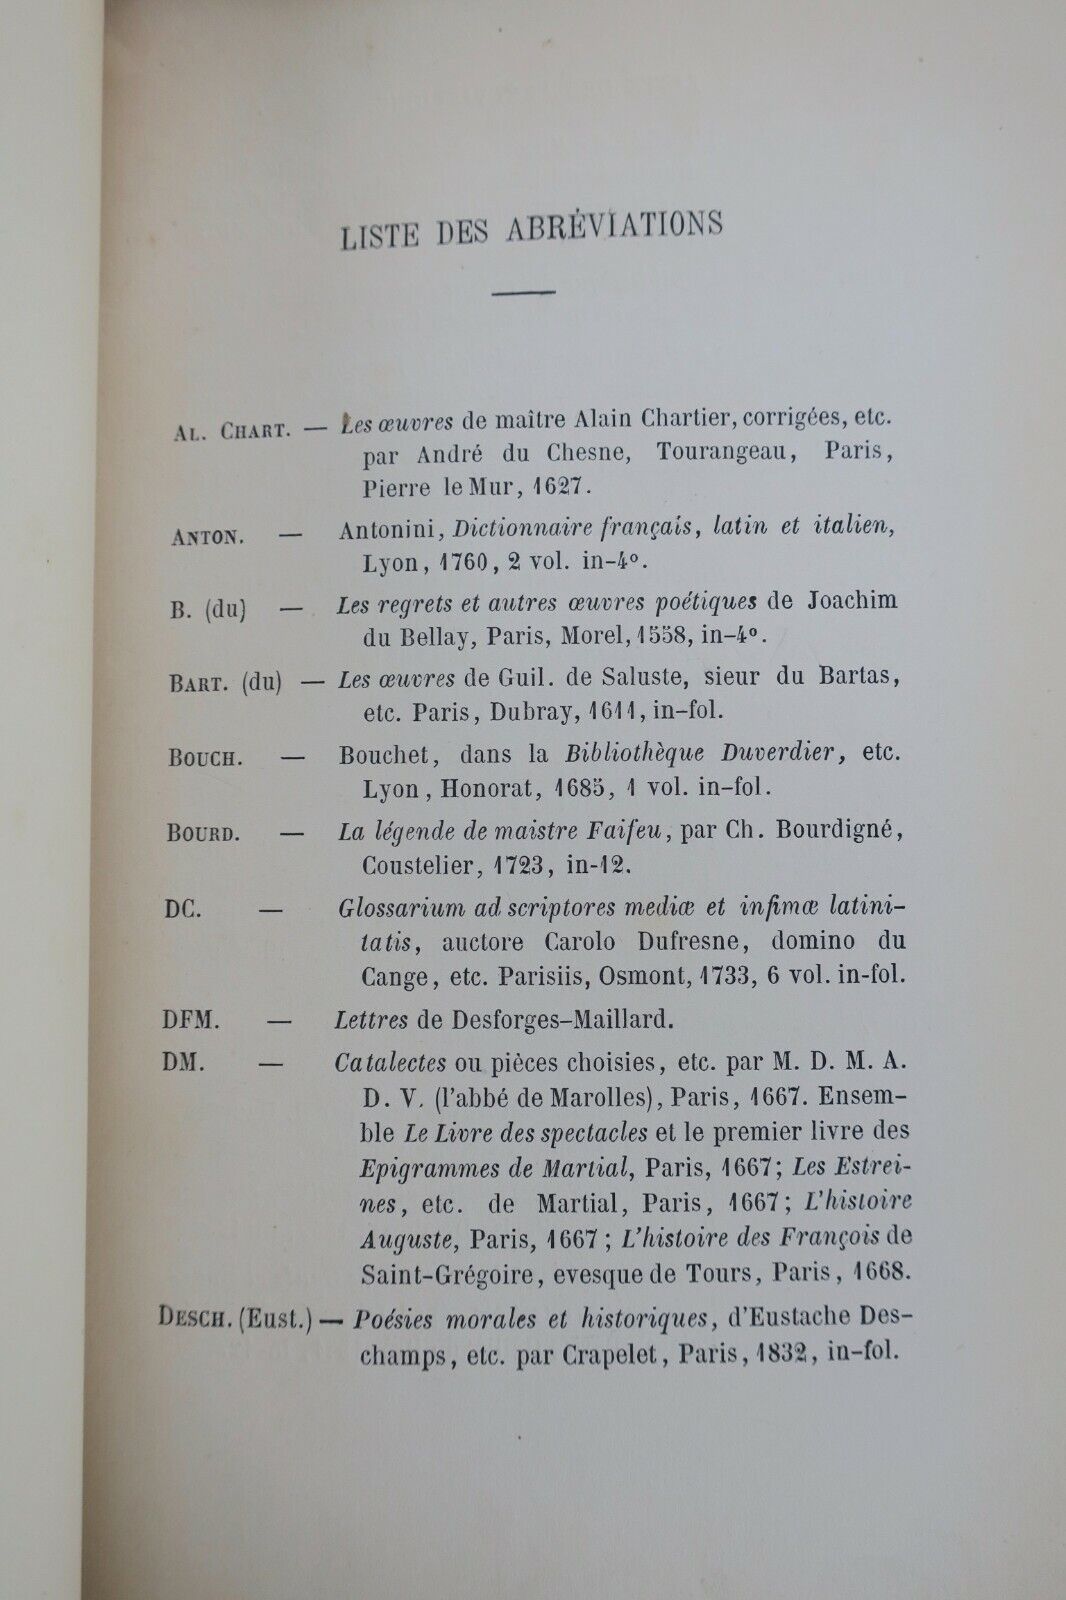 LISTE DES ABRÉVIATIONS
AL. CHART. — Les œuvres de maître Alain Chartier, corrigées, etc.
par André du Chesne, Tourangeau, Paris,
Pierre le Mur, 1627.
ANTON. — Antonini, Dictionnaire français, latin et italien,
Lyon, 1760, 2 vol. in-4º.
B. (du) — Les regrets et autres œuvres poétiques de Joachim
du Bellay, Paris, Morel, 1558, in-4º.
BART. (du) — Les œuvres de Guil. de Saluste, sieur du Bartas,
etc. Paris, Dubray, 1611, in-fol.
BOUCH. — Bouchet, dans la Bibliothèque Duverdier, etc.
Lyon, Honorat, 1685, 1 vol. in-fol.
BOURD. — La légende de maistre Faifeu, par Ch. Bourdigné,
Coustelier, 1723, in-12.
DC. — Glossarium ad scriptores mediæ et infimæ latini-
tatis, auctore Carolo Dufresne, domino du
Cange, etc. Parisiis, Osmont, 1733, 6 vol. in-fol.
DFM. — Lettres de Desforges-Maillard.
DM. — Catalectes ou pièces choisies, etc. par M. D. M. A.
D. V. (l'abbé de Marolles), Paris, 1667. Ensem-
ble Le Livre des spectacles et le premier livre des
Epigrammes de Martial, Paris, 1667; Les Estrei-
nes, etc. de Martial, Paris, 1667; L'histoire
Auguste, Paris, 1667; L'histoire des François de
Saint-Grégoire, evesque de Tours, Paris, 1668.
DESCH. (Eust.) — Poésies morales et historiques, d'Eustache Des-
champs, etc. par Crapelet, Paris, 1832, in-fol.